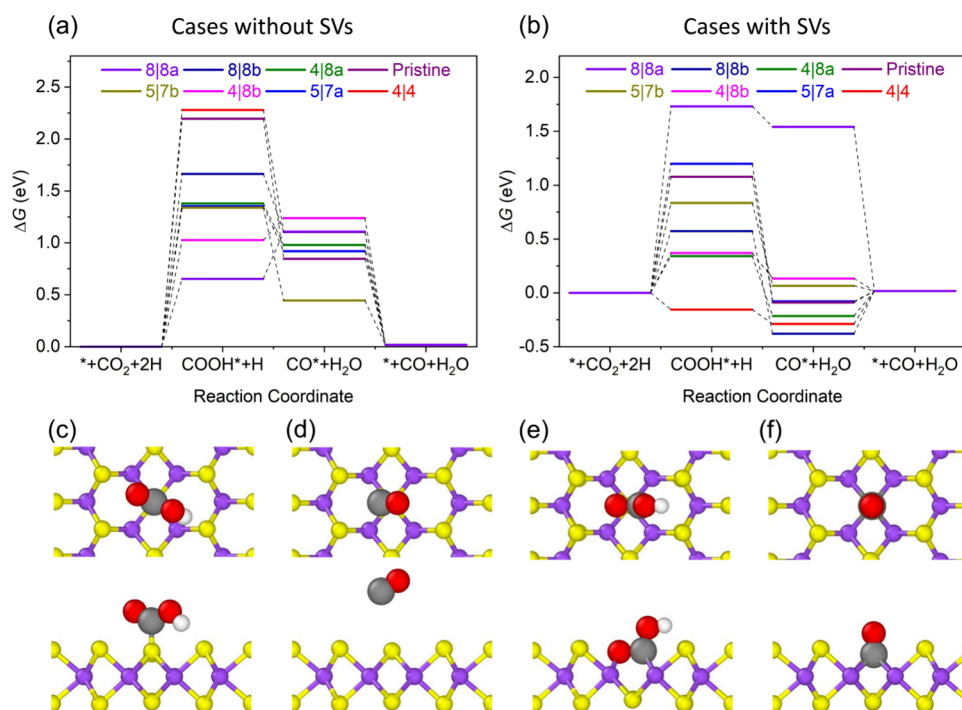 (a) Cases without SVs
8|8a 8|8b 4|8a Pristine
5|7b 4|8b 5|7a 4|4
2.5
2.0
1.5
1.0
0.5
0.0
ΔG (eV)
*+CO₂+2H COOH*+H CO*+H₂O *+CO+H₂O
Reaction Coordinate
(b) Cases with SVs
8|8a 8|8b 4|8a Pristine
5|7b 4|8b 5|7a 4|4
2.0
1.5
1.0
0.5
0.0
-0.5
ΔG (eV)
*+CO₂+2H COOH*+H CO*+H₂O *+CO+H₂O
Reaction Coordinate
(c) (d) (e) (f)